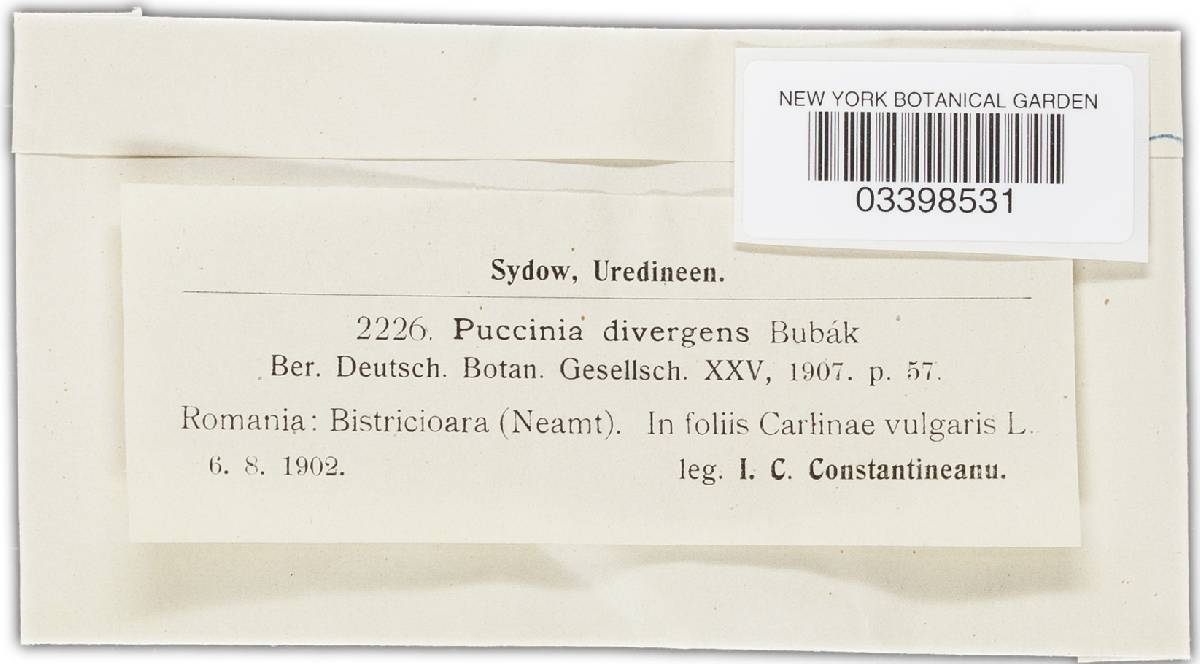 NEW YORK BOTANICAL GARDEN
03398531
Sydow, Uredineen.
2226. Puccinia divergens Bubák
Ber. Deutsch. Botan. Gesellsch. XXV, 1907. p. 57.
Romania: Bistricioara (Neamt). In foliis Carlinae vulgaris L.
6. 8. 1902. leg. I. C. Constantineanu.